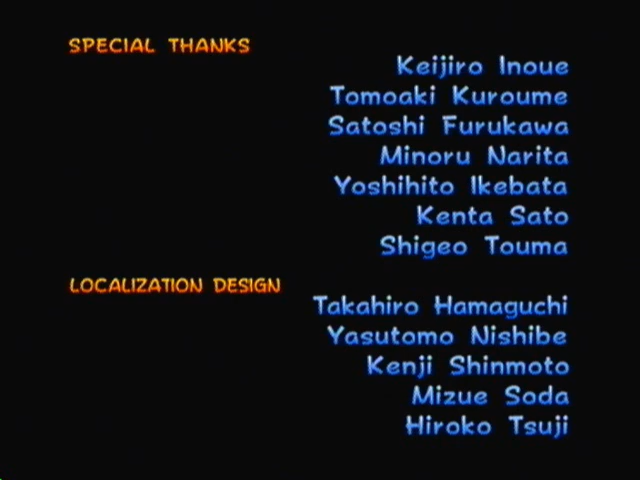 SPECIAL THANKS
Keijiro Inoue
Tomoaki Kuroume
Satoshi Furukawa
Minoru Narita
Yoshihito Ikebata
Kenta Sato
Shigeo Touma
LOCALIZATION DESIGN
Takahiro Hamaguchi
Yasutomo Nishibe
Kenji Shinmoto
Mizue Soda
Hiroko Tsuji